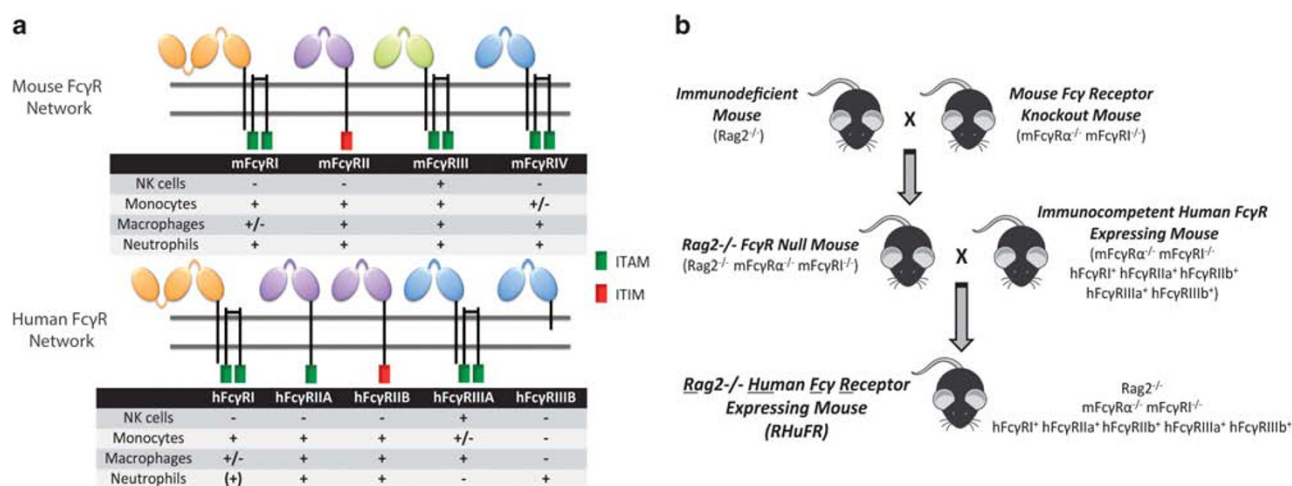 a
Mouse FcγR
Network
mFcγRI mFcγRII mFcγRIII mFcγRIV
NK cells - - + -
Monocytes + + + +/-
Macrophages +/- + + +
Neutrophils + + + +
ITAM
ITIM
Human FcγR
Network
hFcγRI hFcγRIIA hFcγRIIB hFcγRIIIA hFcγRIIIB
NK cells - - - + -
Monocytes + + + +/- -
Macrophages +/- + + + -
Neutrophils (+) + + - +
b
Immunodeficient
Mouse
(Rag2-/-)
X
Mouse Fcγ Receptor
Knockout Mouse
(mFcγRα-/- mFcγRI-/-)
Rag2-/- FcγR Null Mouse
(Rag2-/- mFcγRα-/- mFcγRI-/-)
X
Immunocompetent Human FcγR
Expressing Mouse
(mFcγRα-/- mFcγRI-/-
hFcγRI+ hFcγRIIa+ hFcγRIIb+
hFcγRIIIa+ hFcγRIIIb+)
Rag2-/- Human Fcγ Receptor
Expressing Mouse
(RHuFR)
Rag2-/-
mFcγRα-/- mFcγRI-/-
hFcγRI+ hFcγRIIa+ hFcγRIIb+ hFcγRIIIa+ hFcγRIIIb+